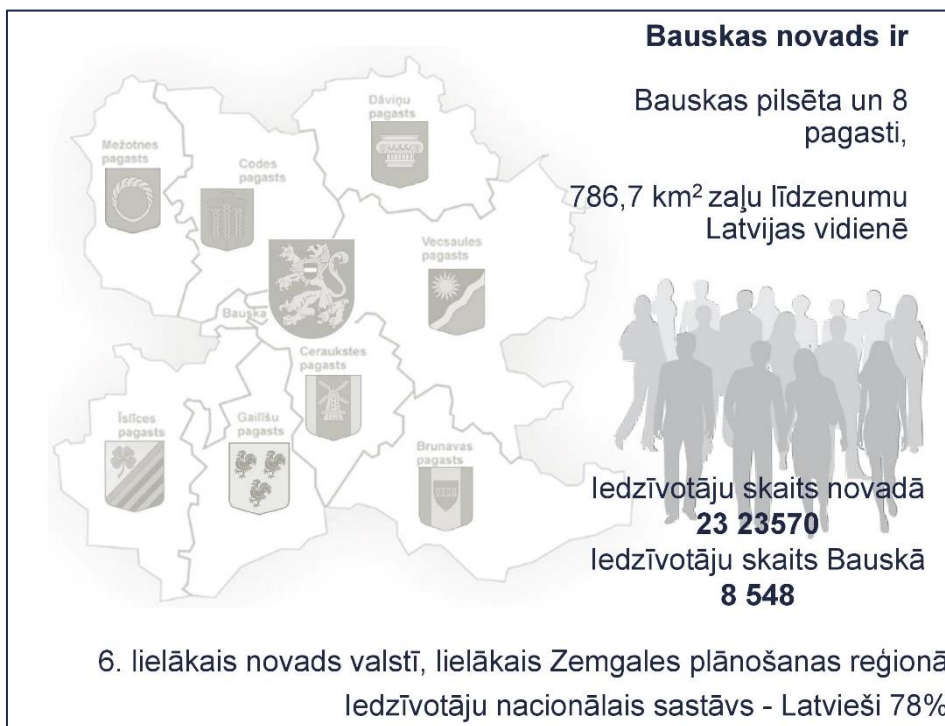 Bauskas novads ir
Bauskas pilsēta un 8
pagasti,
786,7 km² zaļu līdzenumu
Latvijas vidienē
Dāviņu
pagasts
Mežotnes
pagasts
Codes
pagasts
Vecsaules
pagasts
Bauska
Ceraukstes
pagasts
Īslīces
pagasts
Gailīšu
pagasts
Brunavas
pagasts
Iedzīvotāju skaits novadā
23 23570
Iedzīvotāju skaits Bauskā
8 548
6. lielākais novads valstī, lielākais Zemgales plānošanas reģionā
Iedzīvotāju nacionālais sastāvs - Latvieši 78%